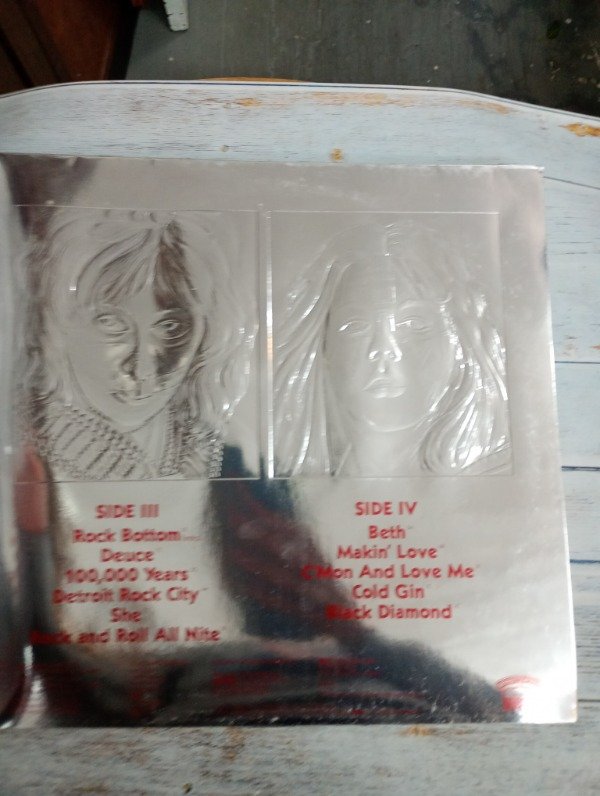 SIDE III
Rock Bottom
Deuce
100,000 Years
Detroit Rock City
She
Rock and Roll All Nite
SIDE IV
Beth
Makin' Love
C'Mon And Love Me
Cold Gin
Black Diamond